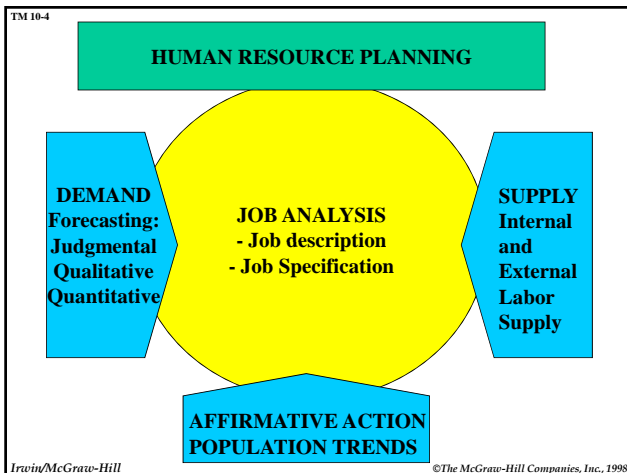 TM 10-4
HUMAN RESOURCE PLANNING
DEMAND
Forecasting:
Judgmental
Qualitative
Quantitative
JOB ANALYSIS
- Job description
- Job Specification
SUPPLY
Internal
and
External
Labor
Supply
AFFIRMATIVE ACTION
POPULATION TRENDS
Irwin/McGraw-Hill
©The McGraw-Hill Companies, Inc., 1998